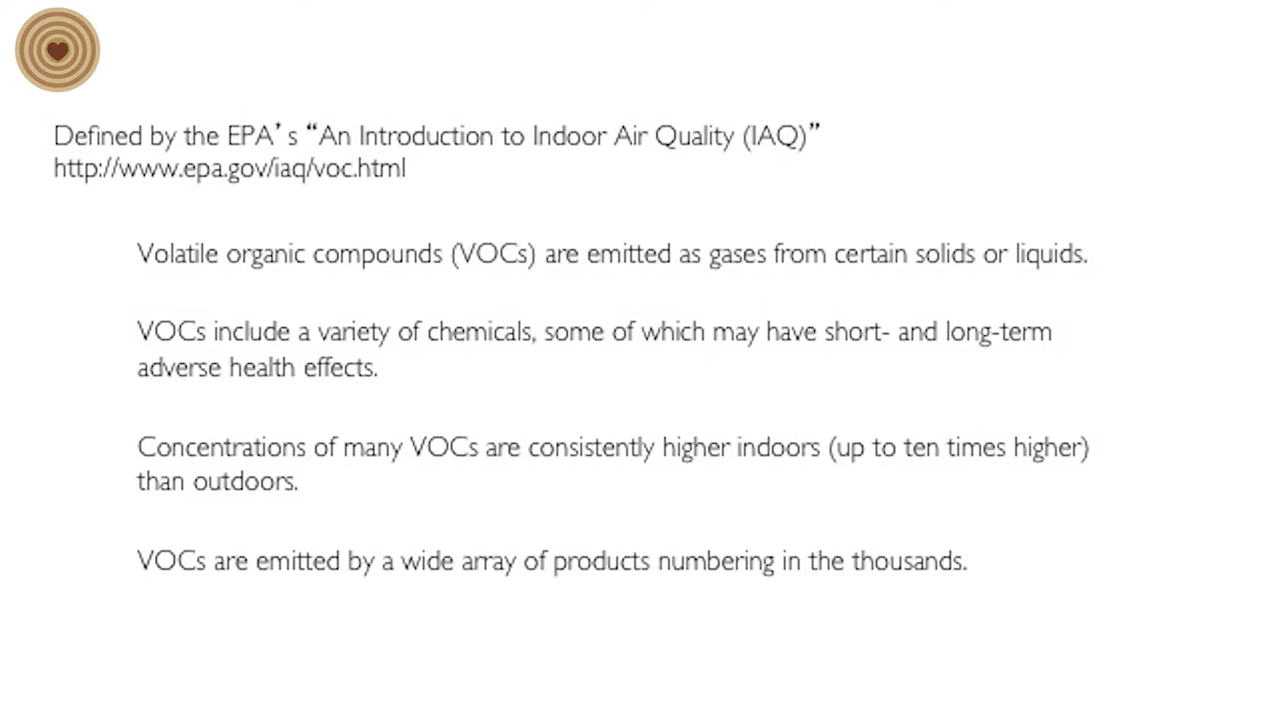 Defined by the EPA’s “An Introduction to Indoor Air Quality (IAQ)”
http://www.epa.gov/iaq/voc.html
Volatile organic compounds (VOCs) are emitted as gases from certain solids or liquids.
VOCs include a variety of chemicals, some of which may have short- and long-term
adverse health effects.
Concentrations of many VOCs are consistently higher indoors (up to ten times higher)
than outdoors.
VOCs are emitted by a wide array of products numbering in the thousands.